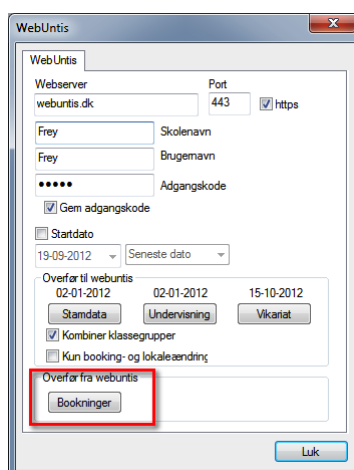 WebUntis
WebUntis
Webserver Port
webuntis.dk 443 https
Frey Skolenavn
Frey Brugernavn
••••• Adgangskode
Gem adgangskode
Startdato
19-09-2012 Seneste dato
Overfør til webuntis
02-01-2012 02-01-2012 15-10-2012
Stamdata Undervisning Vikariat
Kombiner klassegrupper
Kun booking- og lokaleændring
Overfør fra webuntis
Bookninger
Luk